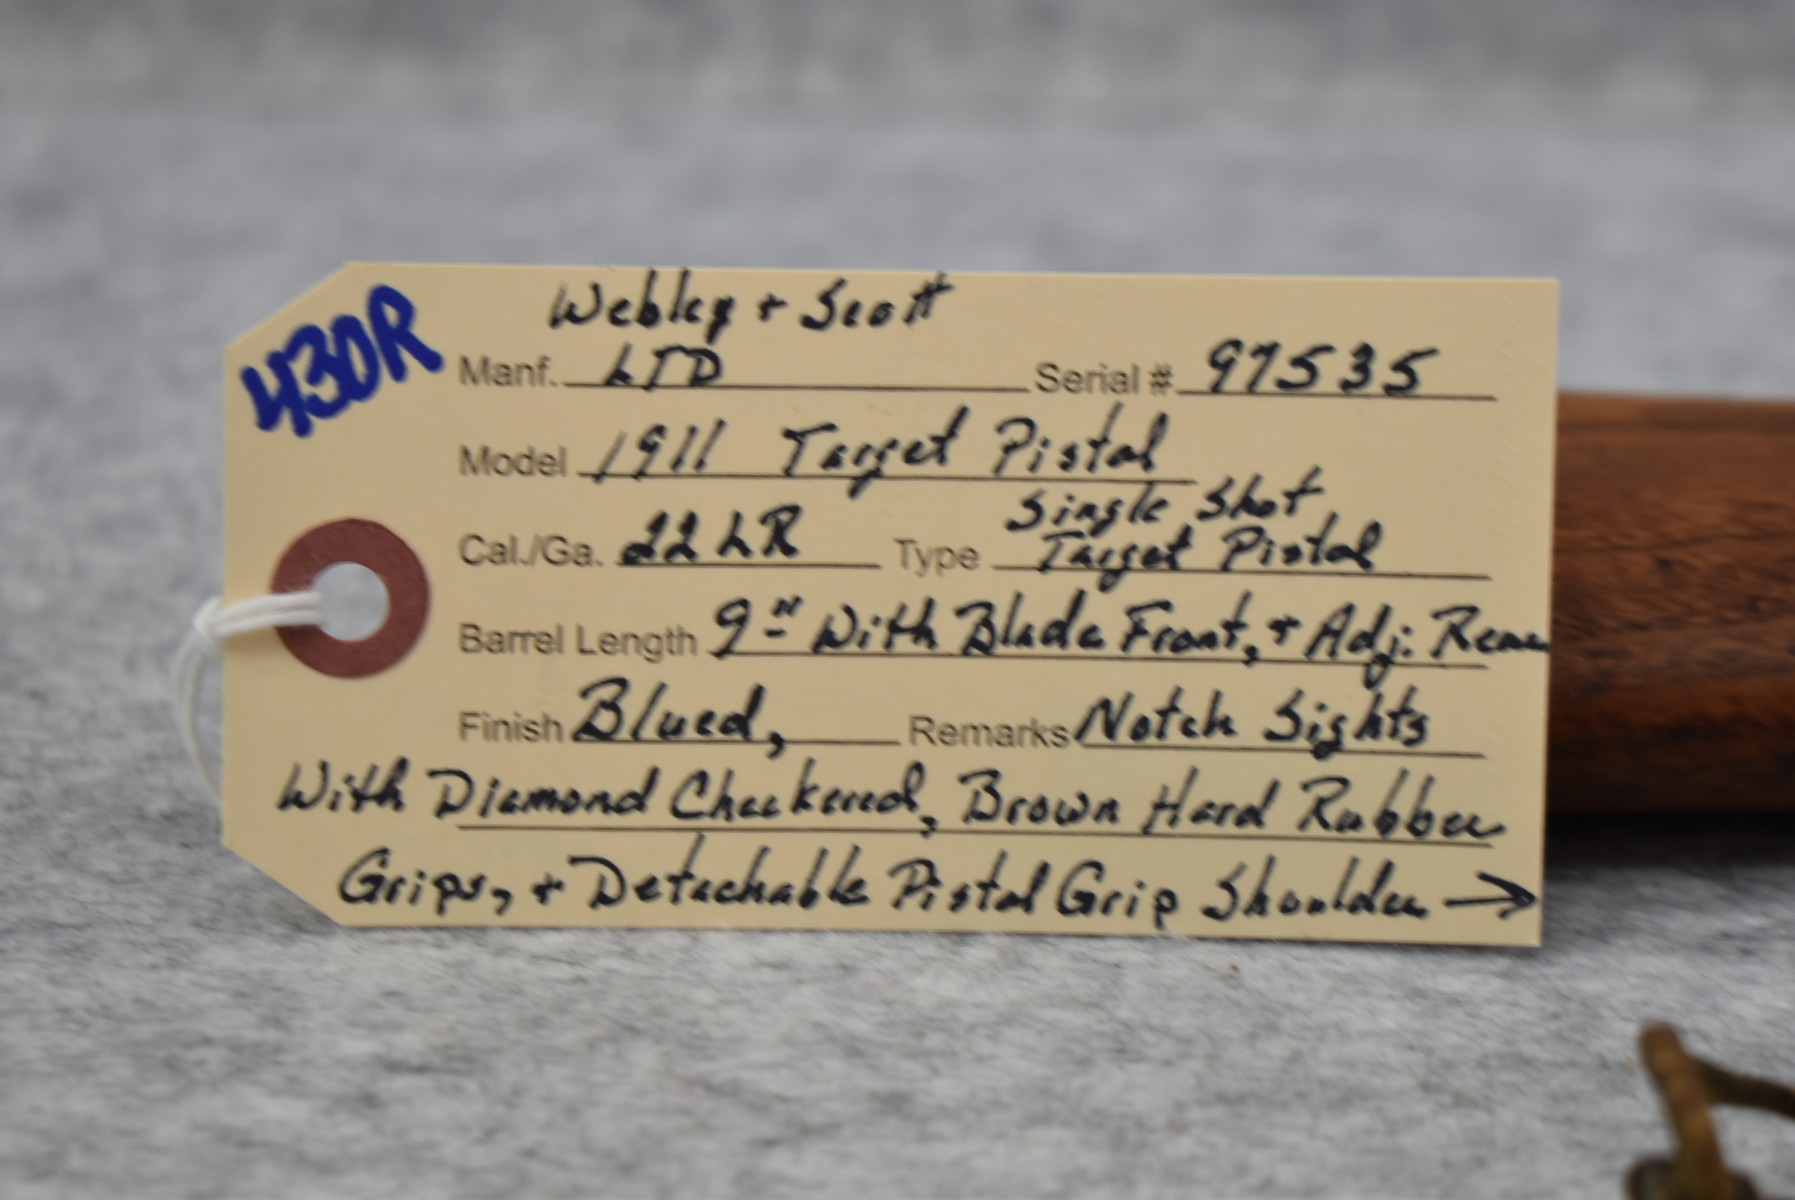 430R
Webley + Scott
Manf. LTD Serial # 97535
Model 1911 Target Pistol
Single Shot
Cal./Ga. 22 LR Type Target Pistol
Barrel Length 9" With Blade Front, + Adj. Rear
Finish Blued, Remarks Notch Sights
With Diamond Checkered, Brown Hard Rubber
Grips, + Detachable Pistol Grip Shoulder →